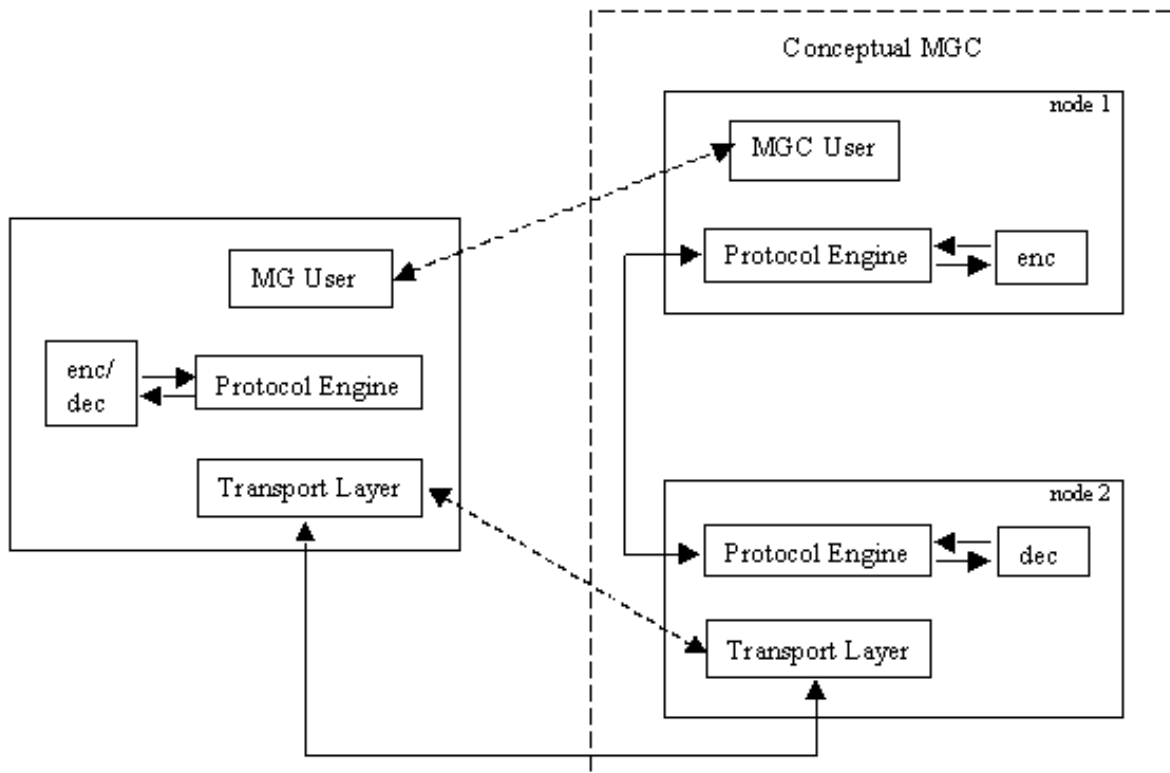 Conceptual MGC
node 1
MGC User
Protocol Engine
enc
MG User
enc/
dec
Protocol Engine
Transport Layer
node 2
Protocol Engine
dec
Transport Layer